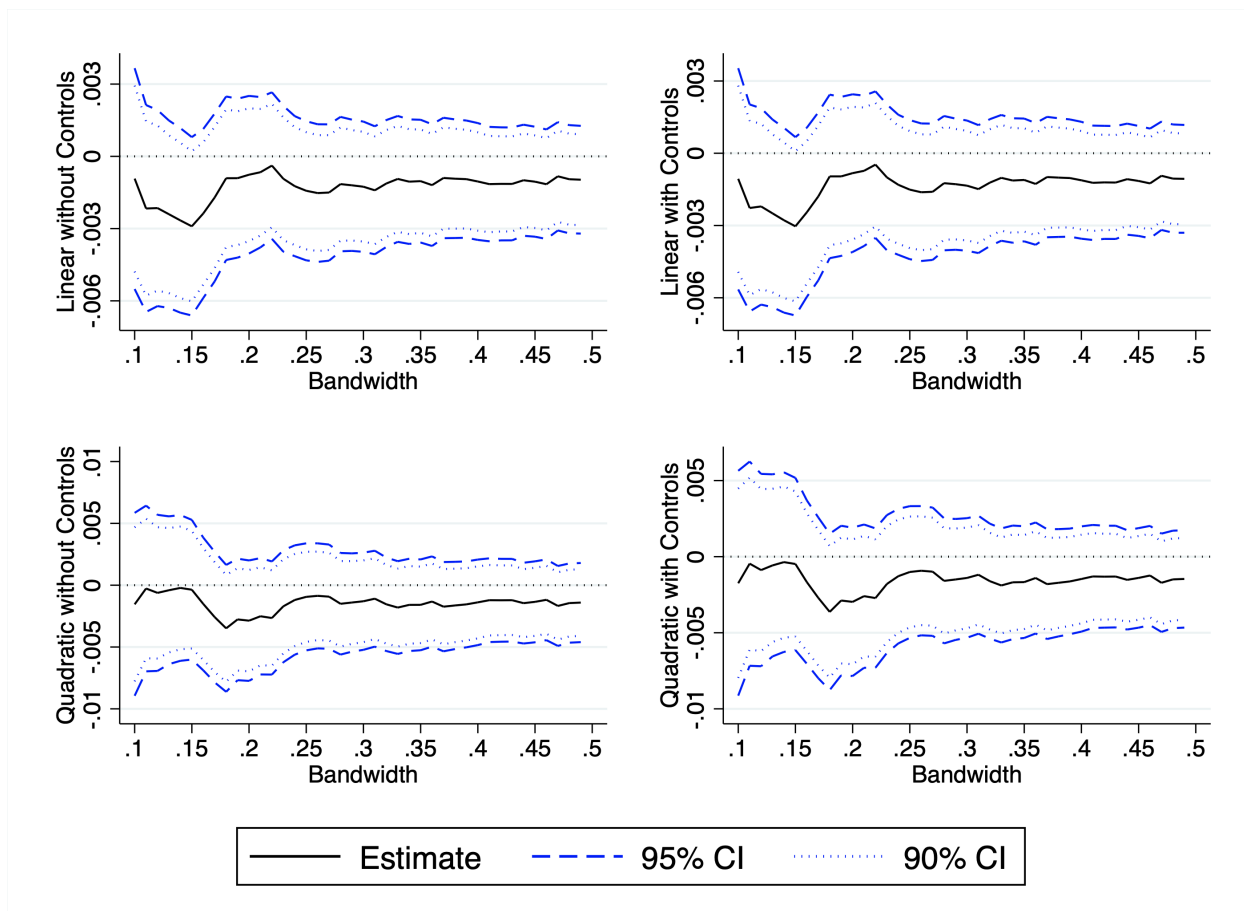 Linear without Controls
.003
0
-.003
-.006
.1 .15 .2 .25 .3 .35 .4 .45 .5
Bandwidth
Linear with Controls
.003
0
-.003
-.006
.1 .15 .2 .25 .3 .35 .4 .45 .5
Bandwidth
Quadratic without Controls
.01
.005
0
-.005
-.01
.1 .15 .2 .25 .3 .35 .4 .45 .5
Bandwidth
Quadratic with Controls
.005
0
-.005
-.01
.1 .15 .2 .25 .3 .35 .4 .45 .5
Bandwidth
Estimate 95% CI 90% CI